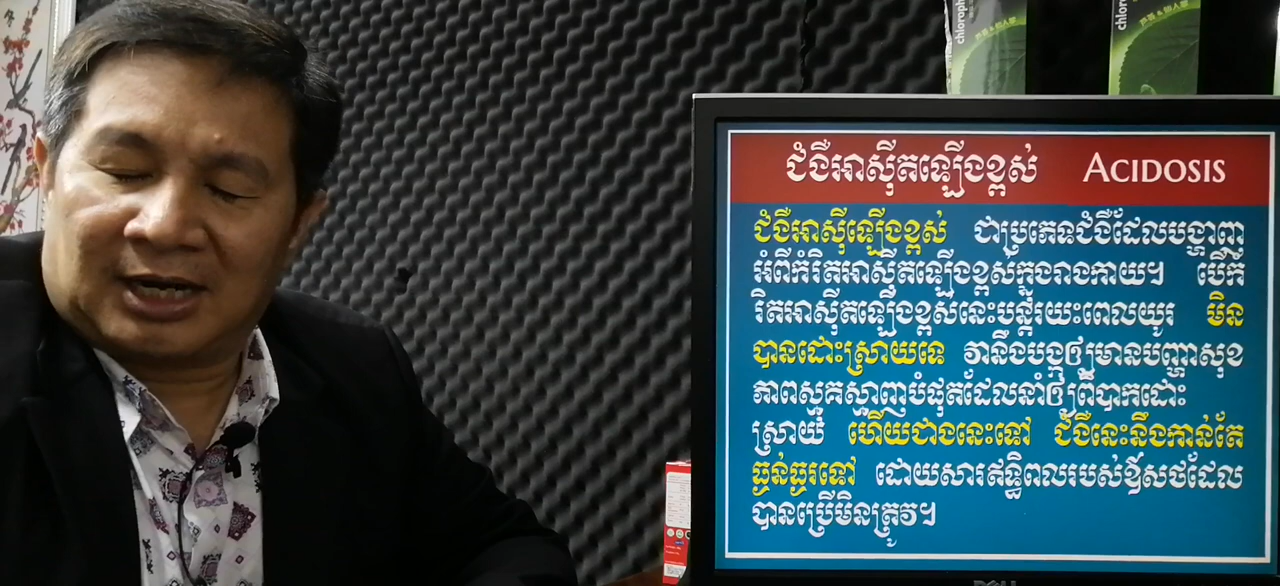 chloroph
chlorop
ជំងឺអាស៊ីតឡើងខ្ពស់ ACIDOSIS
ជំងឺអាស៊ីឡើងខ្ពស់ ជាប្រភេទជំងឺដែលបង្ហាញ
អំពីកំរិតអាស៊ីតឡើងខ្ពស់ក្នុងរាងកាយ។ បើកំ
រិតអាស៊ីតឡើងខ្ពស់នេះបន្តរយះពេលយូរ មិន
បានដោះស្រាយទេ វានឹងបង្កឲ្យមានបញ្ហាសុខ
ភាពស្មុគស្មាញបំផុតដែលនាំឲ្យពិបាកដោះ
ស្រាយ ហើយជាងនេះទៅ ជំងឺនេះនឹងកាន់តែ
ធ្ងន់ធ្ងរទៅ ដោយសារឥទ្ធិពលរបស់ឳសថដែល
បានប្រើមិនត្រូវ។